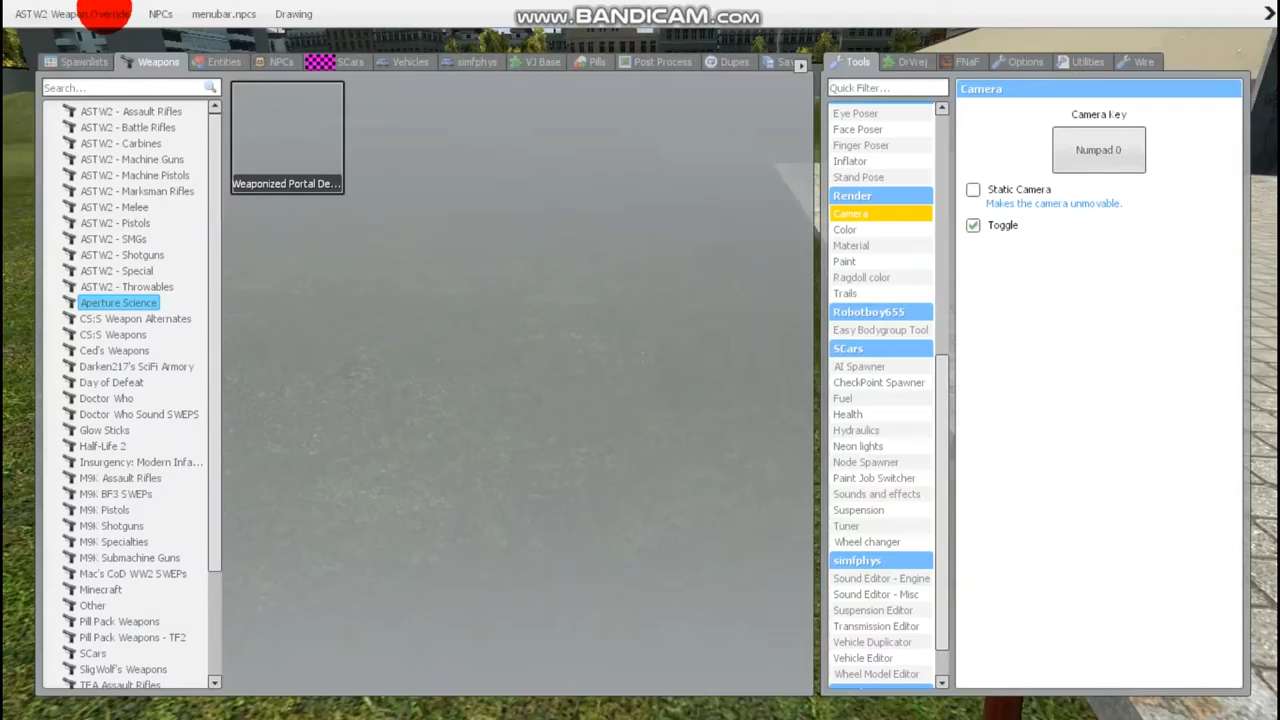 ASTW2 Weapon Override NPCs menubar.npcs Drawing
www.BANDICAM.com
Spawnlists Weapons Entities NPCs SCars Vehicles simfphys VJ Base Pills Post Process Dupes
Search...
ASTW2 - Assault Rifles
ASTW2 - Battle Rifles
ASTW2 - Carbines
ASTW2 - Machine Guns
ASTW2 - Machine Pistols
ASTW2 - Marksman Rifles
ASTW2 - Melee
ASTW2 - Pistols
ASTW2 - SMGs
ASTW2 - Shotguns
ASTW2 - Special
ASTW2 - Throwables
Aperture Science
CS:S Weapon Alternates
CS:S Weapons
Ced's Weapons
Darken217's SciFi Armory
Day of Defeat
Doctor Who
Doctor Who Sound SWEPS
Glow Sticks
Half-Life 2
Insurgency: Modern Infa...
M9K Assault Rifles
M9K BF3 SWEPs
M9K Pistols
M9K Shotguns
M9K Specialties
M9K Submachine Guns
Mac's CoD WW2 SWEPs
Minecraft
Other
Pill Pack Weapons
Pill Pack Weapons - TF2
SCars
SligWolf's Weapons
TFA Assault Rifles
Weaponized Portal De...
Tools DrVrej FNaF Options Utilities Wire
Quick Filter...
Eye Poser
Face Poser
Finger Poser
Inflator
Stand Pose
Render
Camera
Color
Material
Paint
Ragdoll color
Trails
Robotboy655
Easy Bodygroup Tool
SCars
AI Spawner
CheckPoint Spawner
Fuel
Health
Hydraulics
Neon lights
Node Spawner
Paint Job Switcher
Sounds and effects
Suspension
Tuner
Wheel changer
simfphys
Sound Editor - Engine
Sound Editor - Misc
Suspension Editor
Transmission Editor
Vehicle Duplicator
Vehicle Editor
Wheel Model Editor
Camera
Camera Key
Numpad 0
Static Camera
Makes the camera unmovable.
Toggle